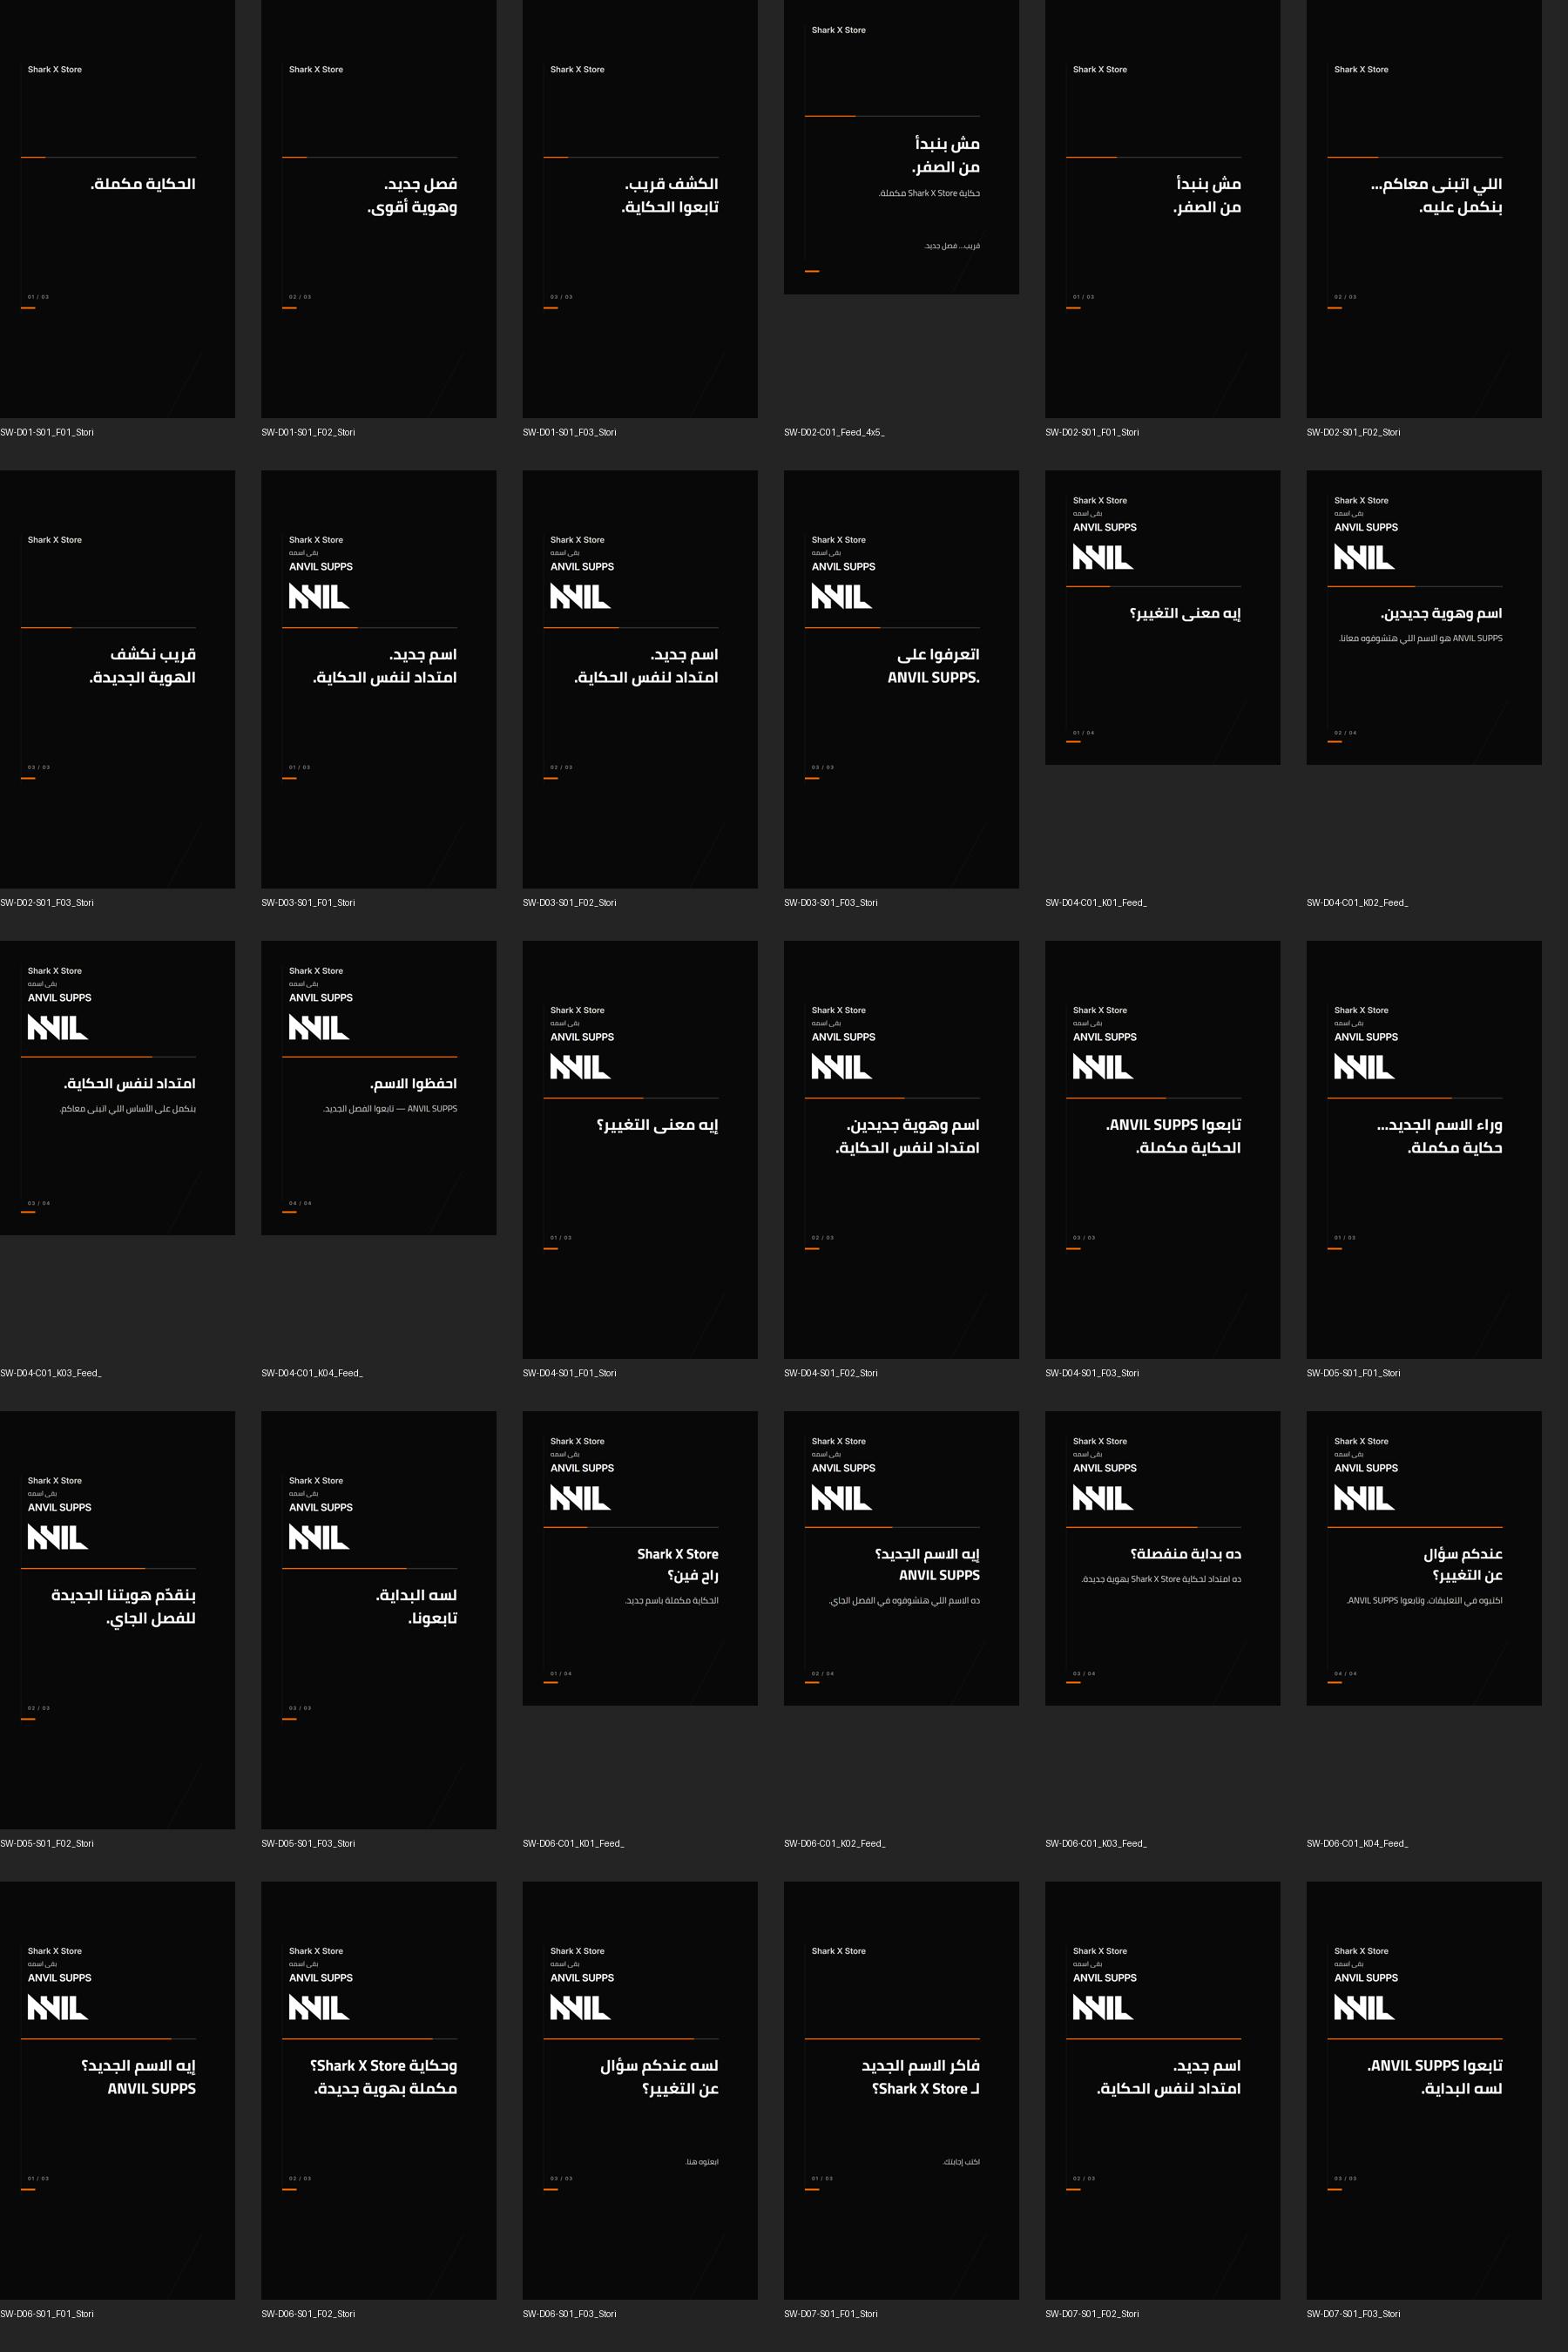 Shark X Store
الحكاية مكملة.
01 / 03
SW-D01-S01_F01_Stori
Shark X Store
فصل جديد.
وهوية أقوى.
02 / 03
SW-D01-S01_F02_Stori
Shark X Store
الكشف قريب.
تابعوا الحكاية.
03 / 03
SW-D01-S01_F03_Stori
Shark X Store
مش بنبدأ
من الصفر.
حكاية Shark X Store مكملة.
قريب... فصل جديد.
SW-D02-C01_Feed_4x5_
Shark X Store
مش بنبدأ
من الصفر.
01 / 03
SW-D02-S01_F01_Stori
Shark X Store
اللي اتبنى معاكم...
بنكمل عليه.
02 / 03
SW-D02-S01_F02_Stori
Shark X Store
قريب نكشف
الهوية الجديدة.
03 / 03
SW-D02-S01_F03_Stori
Shark X Store
بقى اسمه
ANVIL SUPPS
اسم جديد.
امتداد لنفس الحكاية.
01 / 03
SW-D03-S01_F01_Stori
Shark X Store
بقى اسمه
ANVIL SUPPS
اسم جديد.
امتداد لنفس الحكاية.
02 / 03
SW-D03-S01_F02_Stori
Shark X Store
بقى اسمه
ANVIL SUPPS
اتعرفوا على
ANVIL SUPPS.
03 / 03
SW-D03-S01_F03_Stori
Shark X Store
بقى اسمه
ANVIL SUPPS
إيه معنى التغيير؟
01 / 04
SW-D04-C01_K01_Feed_
Shark X Store
بقى اسمه
ANVIL SUPPS
اسم وهوية جديدين.
ANVIL SUPPS هو الاسم اللي هتشوفوه معانا.
02 / 04
SW-D04-C01_K02_Feed_
Shark X Store
بقى اسمه
ANVIL SUPPS
امتداد لنفس الحكاية.
بنكمل على الأساس اللي اتبنى معاكم.
03 / 04
SW-D04-C01_K03_Feed_
Shark X Store
بقى اسمه
ANVIL SUPPS
احفظوا الاسم.
ANVIL SUPPS — تابعوا الفصل الجديد.
04 / 04
SW-D04-C01_K04_Feed_
Shark X Store
بقى اسمه
ANVIL SUPPS
إيه معنى التغيير؟
01 / 03
SW-D04-S01_F01_Stori
Shark X Store
بقى اسمه
ANVIL SUPPS
اسم وهوية جديدين.
امتداد لنفس الحكاية.
02 / 03
SW-D04-S01_F02_Stori
Shark X Store
بقى اسمه
ANVIL SUPPS
تابعوا ANVIL SUPPS.
الحكاية مكملة.
03 / 03
SW-D04-S01_F03_Stori
Shark X Store
بقى اسمه
ANVIL SUPPS
وراء الاسم الجديد...
حكاية مكملة.
01 / 03
SW-D05-S01_F01_Stori
Shark X Store
بقى اسمه
ANVIL SUPPS
بنقدّم هويتنا الجديدة
للفصل الجاي.
02 / 03
SW-D05-S01_F02_Stori
Shark X Store
بقى اسمه
ANVIL SUPPS
لسه البداية.
تابعونا.
03 / 03
SW-D05-S01_F03_Stori
Shark X Store
بقى اسمه
ANVIL SUPPS
Shark X Store
راح فين؟
الحكاية مكملة باسم جديد.
01 / 04
SW-D06-C01_K01_Feed_
Shark X Store
بقى اسمه
ANVIL SUPPS
إيه الاسم الجديد؟
ANVIL SUPPS
ده الاسم اللي هتشوفوه في الفصل الجاي.
02 / 04
SW-D06-C01_K02_Feed_
Shark X Store
بقى اسمه
ANVIL SUPPS
ده بداية منفصلة؟
ده امتداد لحكاية Shark X Store بهوية جديدة.
03 / 04
SW-D06-C01_K03_Feed_
Shark X Store
بقى اسمه
ANVIL SUPPS
عندكم سؤال
عن التغيير؟
اكتبوه في التعليقات، وتابعوا ANVIL SUPPS.
04 / 04
SW-D06-C01_K04_Feed_
Shark X Store
بقى اسمه
ANVIL SUPPS
إيه الاسم الجديد؟
ANVIL SUPPS
01 / 03
SW-D06-S01_F01_Stori
Shark X Store
بقى اسمه
ANVIL SUPPS
وحكاية Shark X Store؟
مكملة بهوية جديدة.
02 / 03
SW-D06-S01_F02_Stori
Shark X Store
بقى اسمه
ANVIL SUPPS
لسه عندكم سؤال
عن التغيير؟
ابعتوه هنا.
03 / 03
SW-D06-S01_F03_Stori
Shark X Store
فاكر الاسم الجديد
لـ Shark X Store؟
اكتب إجابتك.
01 / 03
SW-D07-S01_F01_Stori
Shark X Store
بقى اسمه
ANVIL SUPPS
اسم جديد.
امتداد لنفس الحكاية.
02 / 03
SW-D07-S01_F02_Stori
Shark X Store
بقى اسمه
ANVIL SUPPS
تابعوا ANVIL SUPPS.
لسه البداية.
03 / 03
SW-D07-S01_F03_Stori